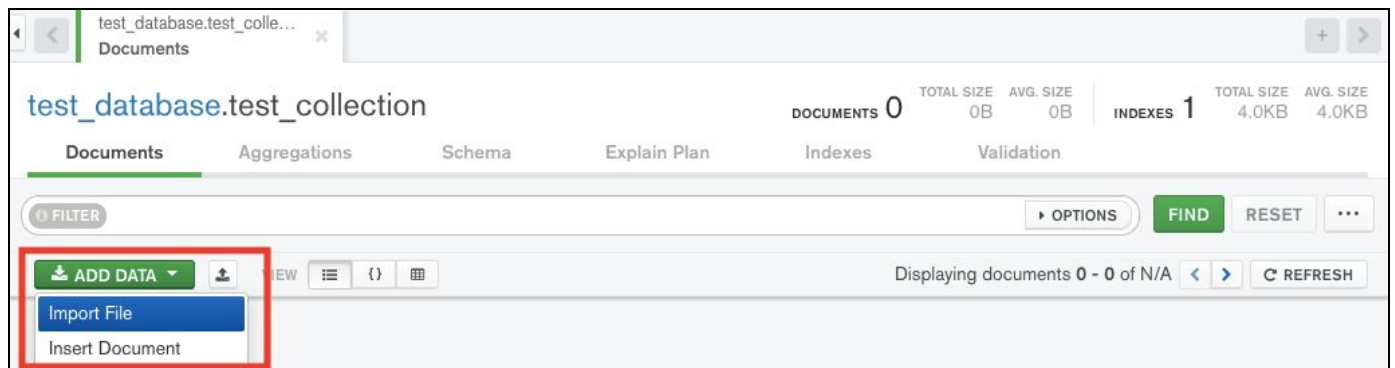 test_database.test_colle...
Documents
test_database.test_collection
DOCUMENTS 0 TOTAL SIZE 0B AVG. SIZE 0B INDEXES 1 TOTAL SIZE 4.0KB AVG. SIZE 4.0KB
Documents Aggregations Schema Explain Plan Indexes Validation
FILTER OPTIONS FIND RESET ...
ADD DATA VIEW {} Displaying documents 0 - 0 of N/A < > REFRESH
Import File
Insert Document